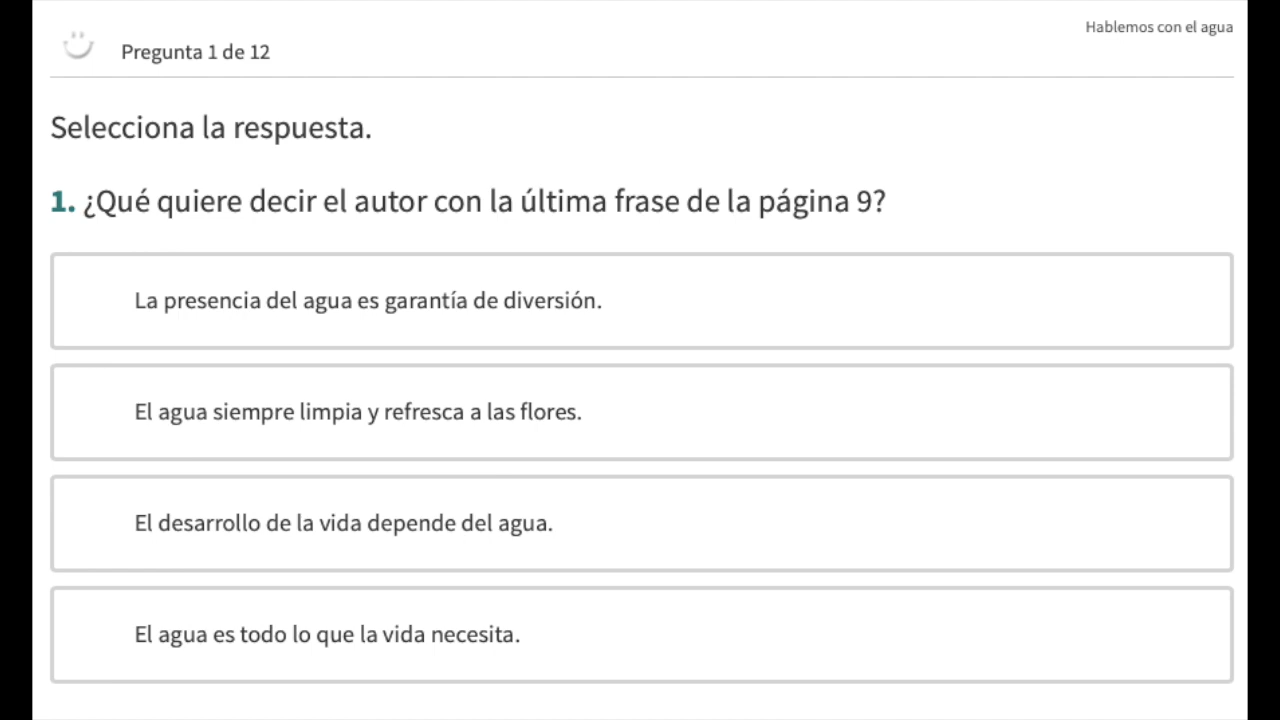 Hablemos con el agua
Pregunta 1 de 12
Selecciona la respuesta.
1. ¿Qué quiere decir el autor con la última frase de la página 9?
La presencia del agua es garantía de diversión.
El agua siempre limpia y refresca a las flores.
El desarrollo de la vida depende del agua.
El agua es todo lo que la vida necesita.